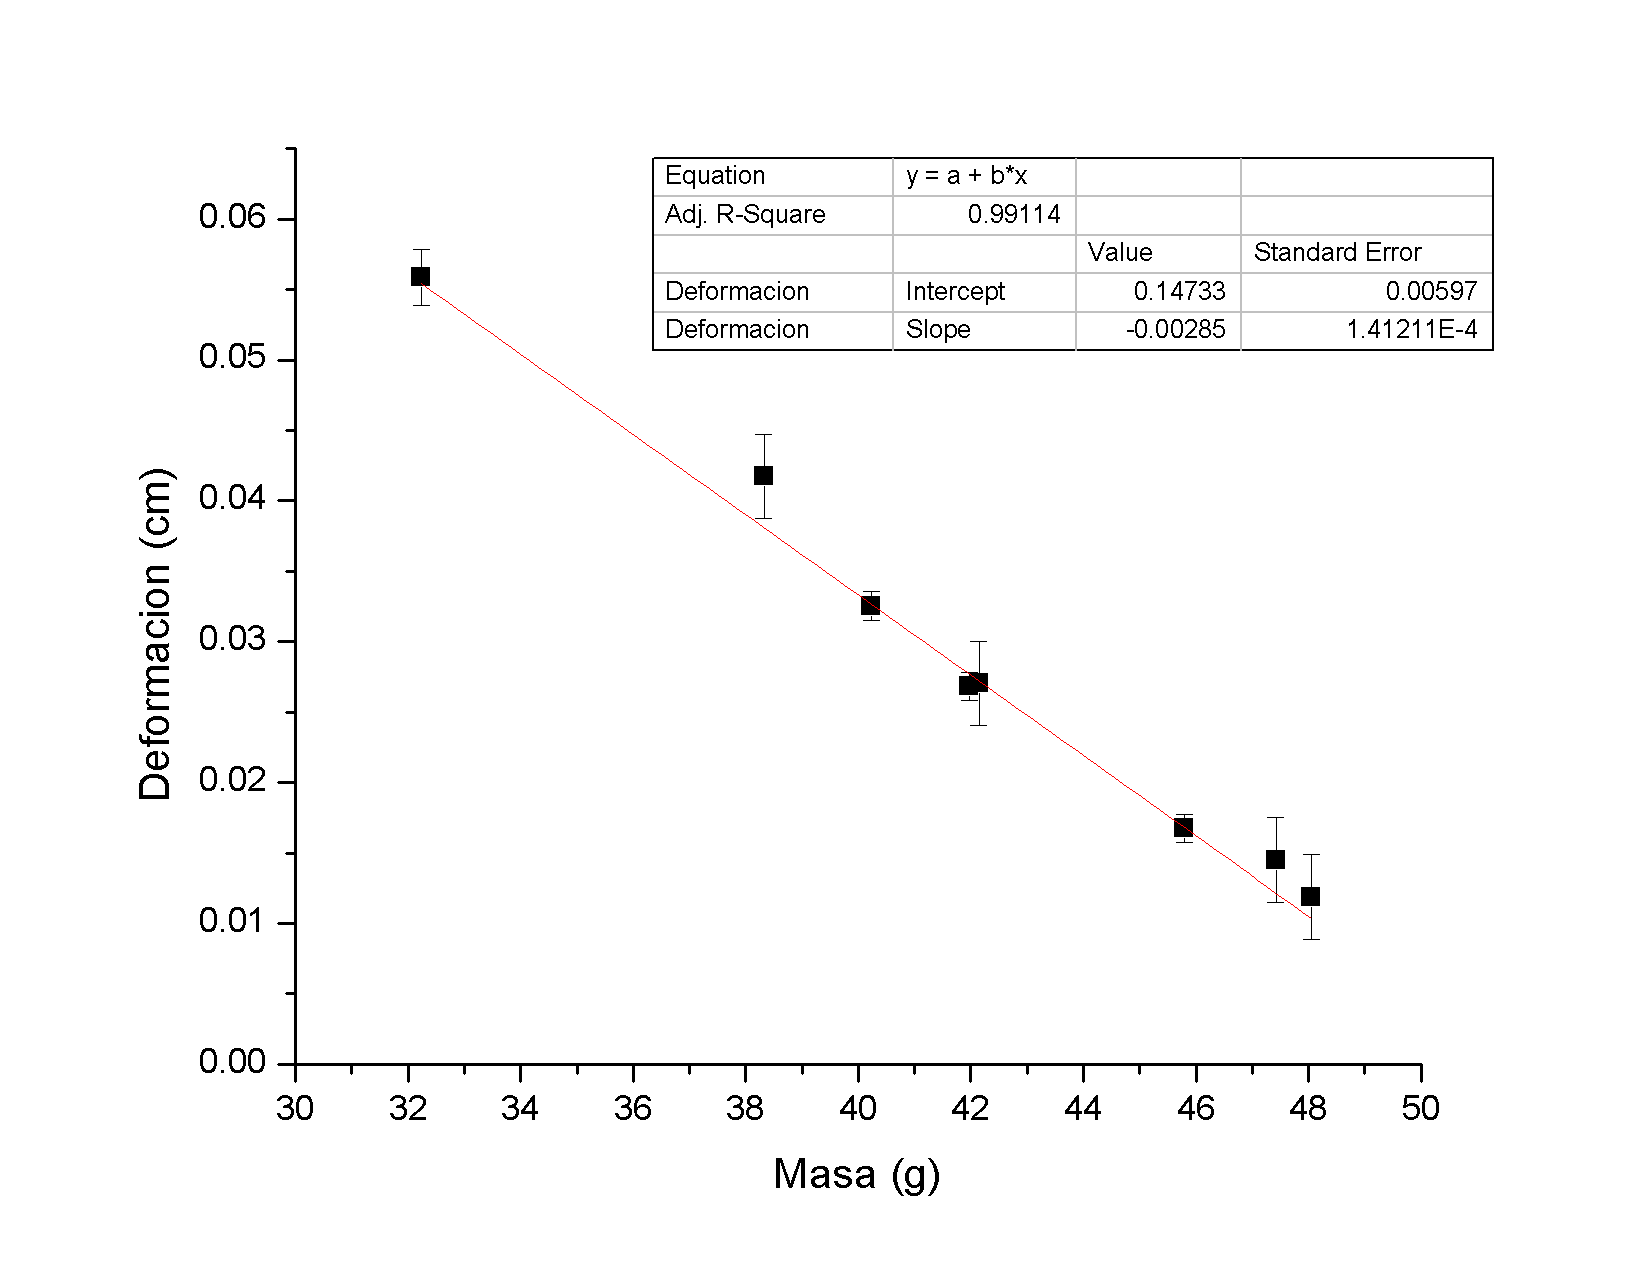 Equation y = a + b*x
Adj. R-Square 0.99114
Value Standard Error
Deformacion Intercept 0.14733 0.00597
Deformacion Slope -0.00285 1.41211E-4
0.06
0.05
0.04
0.03
0.02
0.01
0.00
Deformacion (cm)
30 32 34 36 38 40 42 44 46 48 50
Masa (g)